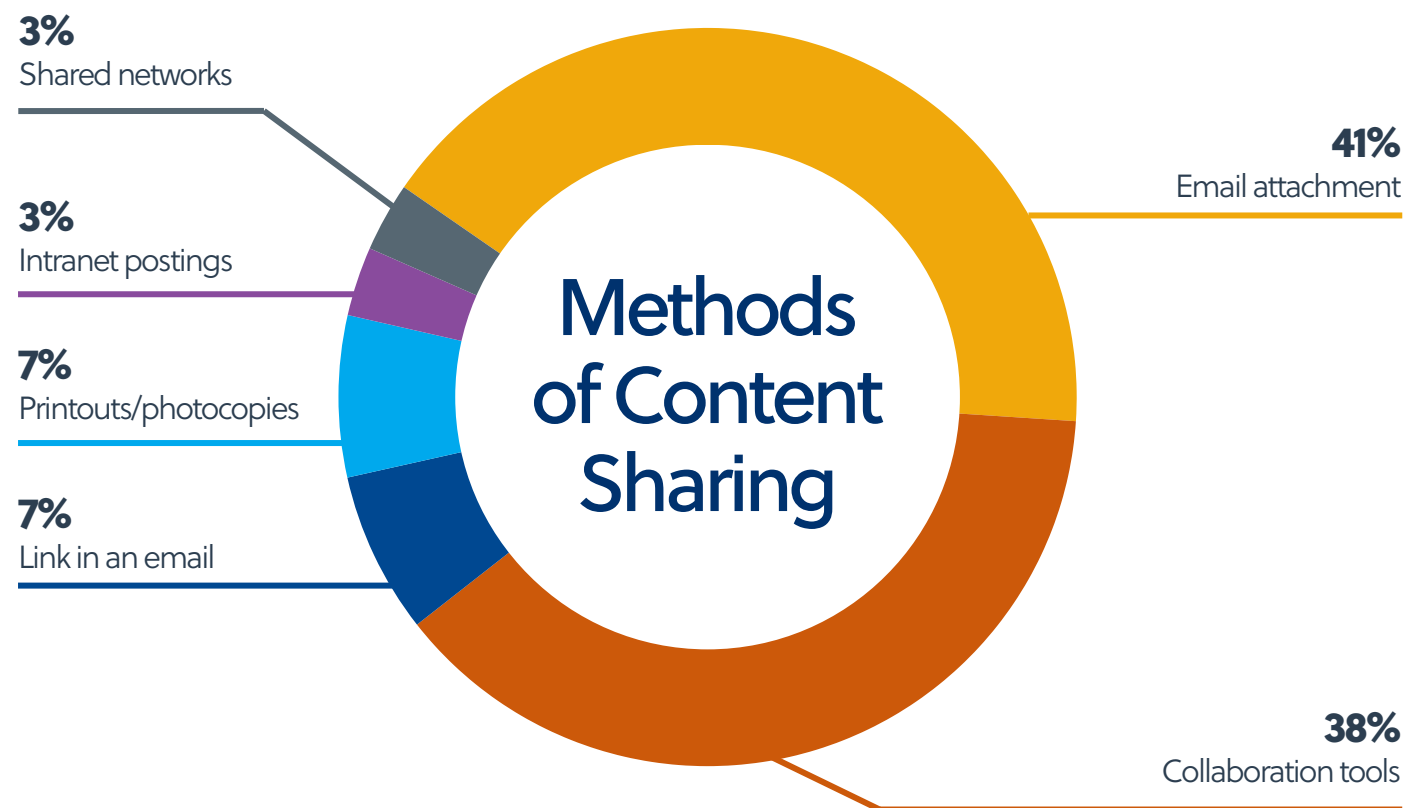 3%
Shared networks
41%
Email attachment
3%
Intranet postings
Methods
of Content
Sharing
7%
Printouts/photocopies
7%
Link in an email
38%
Collaboration tools